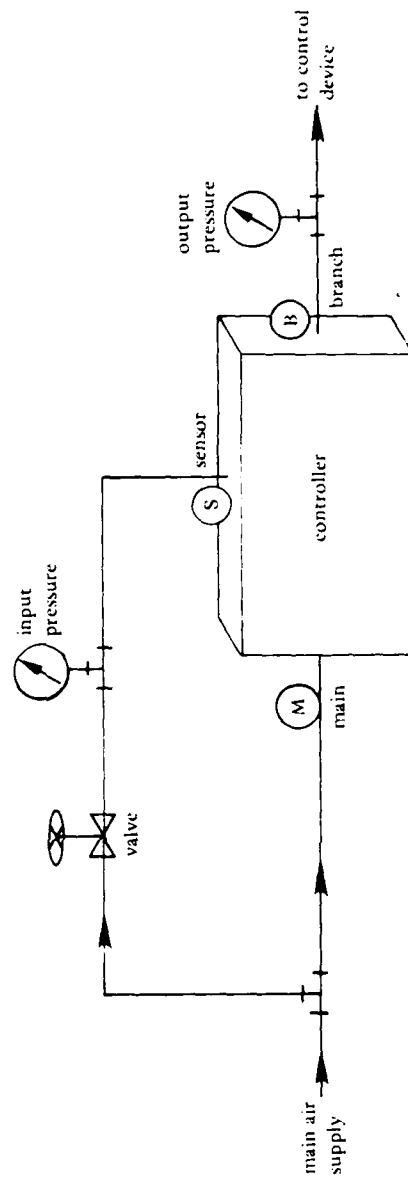 main air
supply
valve
input
pressure
M
main
S
sensor
controller
B
branch
output
pressure
to control
device